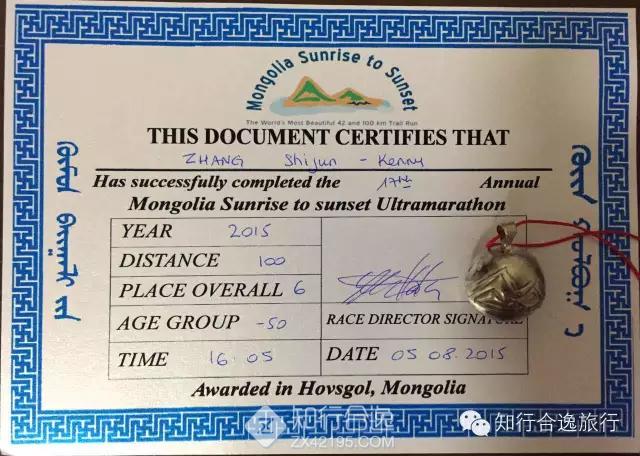 Mongolia Sunrise to Sunset
The World's Most Beautiful 42 and 100 km Trail Run
THIS DOCUMENT CERTIFIES THAT
ZHANG Shijun - Kenny
Has successfully completed the 17th Annual
Mongolia Sunrise to sunset Ultramarathon
YEAR 2015
DISTANCE 100
PLACE OVERALL 6
AGE GROUP -50
RACE DIRECTOR SIGNATURE
TIME 16.05
DATE 05 08.2015
Awarded in Hovsgol, Mongolia
知行合逸
ZX42195.COM
知行合逸旅行